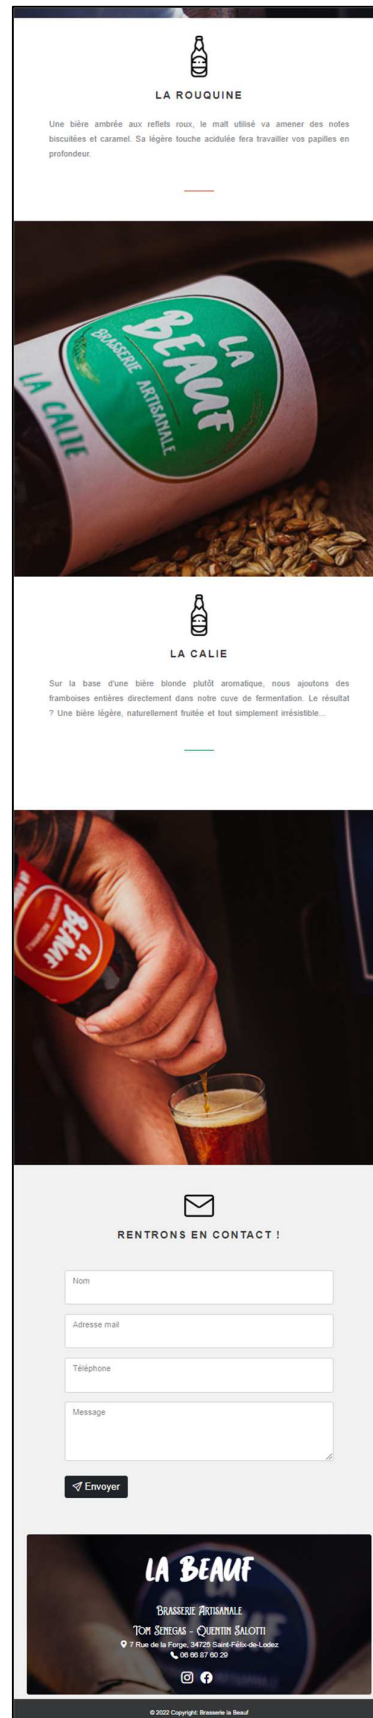 LA ROUQUINE
Une bière ambrée aux reflets roux, le malt utilisé va amener des notes
biscuitées et caramel. Sa légère touche acidulée fera travailler vos papilles en
profondeur.
LA
BEAUF
BRASSERIE ARTISANALE
LA CALIE
LA CALIE
Sur la base d'une bière blonde plutôt aromatique, nous ajoutons des
framboises entières directement dans notre cuve de fermentation. Le résultat
? Une bière légère, naturellement fruitée et tout simplement irrésistible...
LA
BEAUF
RENTRONS EN CONTACT !
Nom
Adresse mail
Téléphone
Message
Envoyer
LA BEAUF
BRASSERIE ARTISANALE
TOM SENEGAS - QUENTIN SALOTTI
7 Rue de la Forge, 34725 Saint-Félix-de-Lodez
06 66 87 60 29
© 2022 Copyright: Brasserie la Beauf